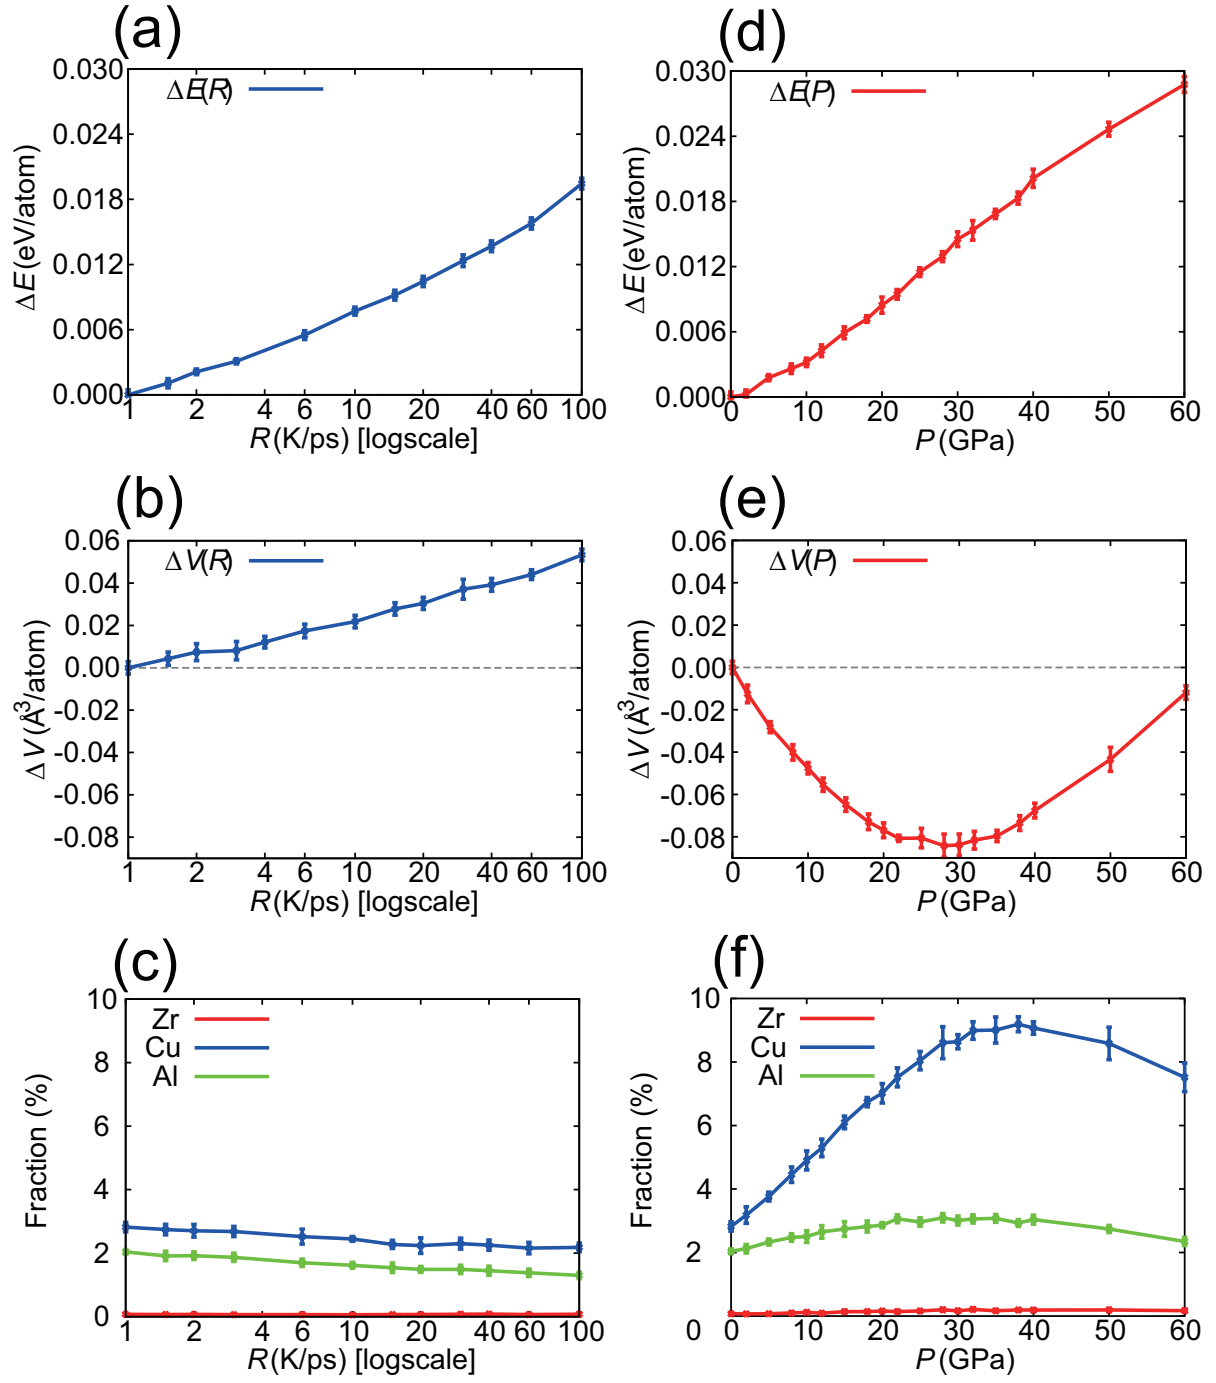 (a)
0.030
0.024
0.018
0.012
0.006
0.000
ΔE(R)
ΔE(eV/atom)
1 2 4 6 10 20 40 60 100
R(K/ps) [logscale]
(d)
0.030
0.024
0.018
0.012
0.006
0.000
ΔE(P)
ΔE(eV/atom)
0 10 20 30 40 50 60
P(GPa)
(b)
0.06
0.04
0.02
0.00
-0.02
-0.04
-0.06
-0.08
ΔV(R)
ΔV(Å³/atom)
1 2 4 6 10 20 40 60 100
R(K/ps) [logscale]
(e)
0.06
0.04
0.02
0.00
-0.02
-0.04
-0.06
-0.08
ΔV(P)
ΔV(Å³/atom)
0 10 20 30 40 50 60
P(GPa)
(c)
10
8
6
4
2
0
Zr
Cu
Al
Fraction (%)
1 2 4 6 10 20 40 60 100
R(K/ps) [logscale]
(f)
10
8
6
4
2
0
Zr
Cu
Al
Fraction (%)
0 10 20 30 40 50 60
P(GPa)